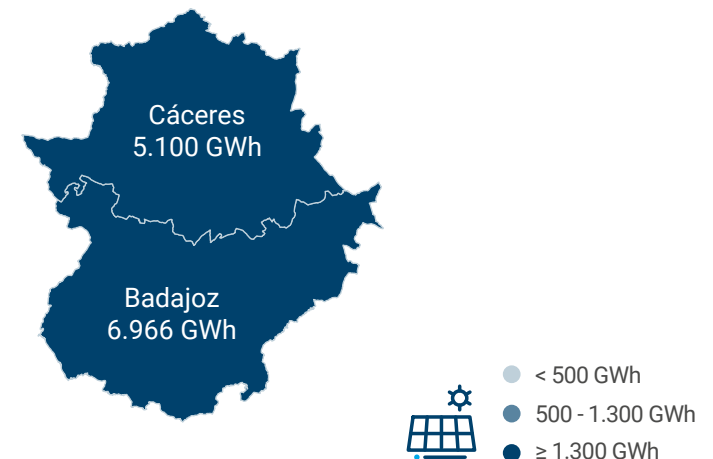 Cáceres
5.100 GWh
Badajoz
6.966 GWh
< 500 GWh
500 - 1.300 GWh
≥ 1.300 GWh